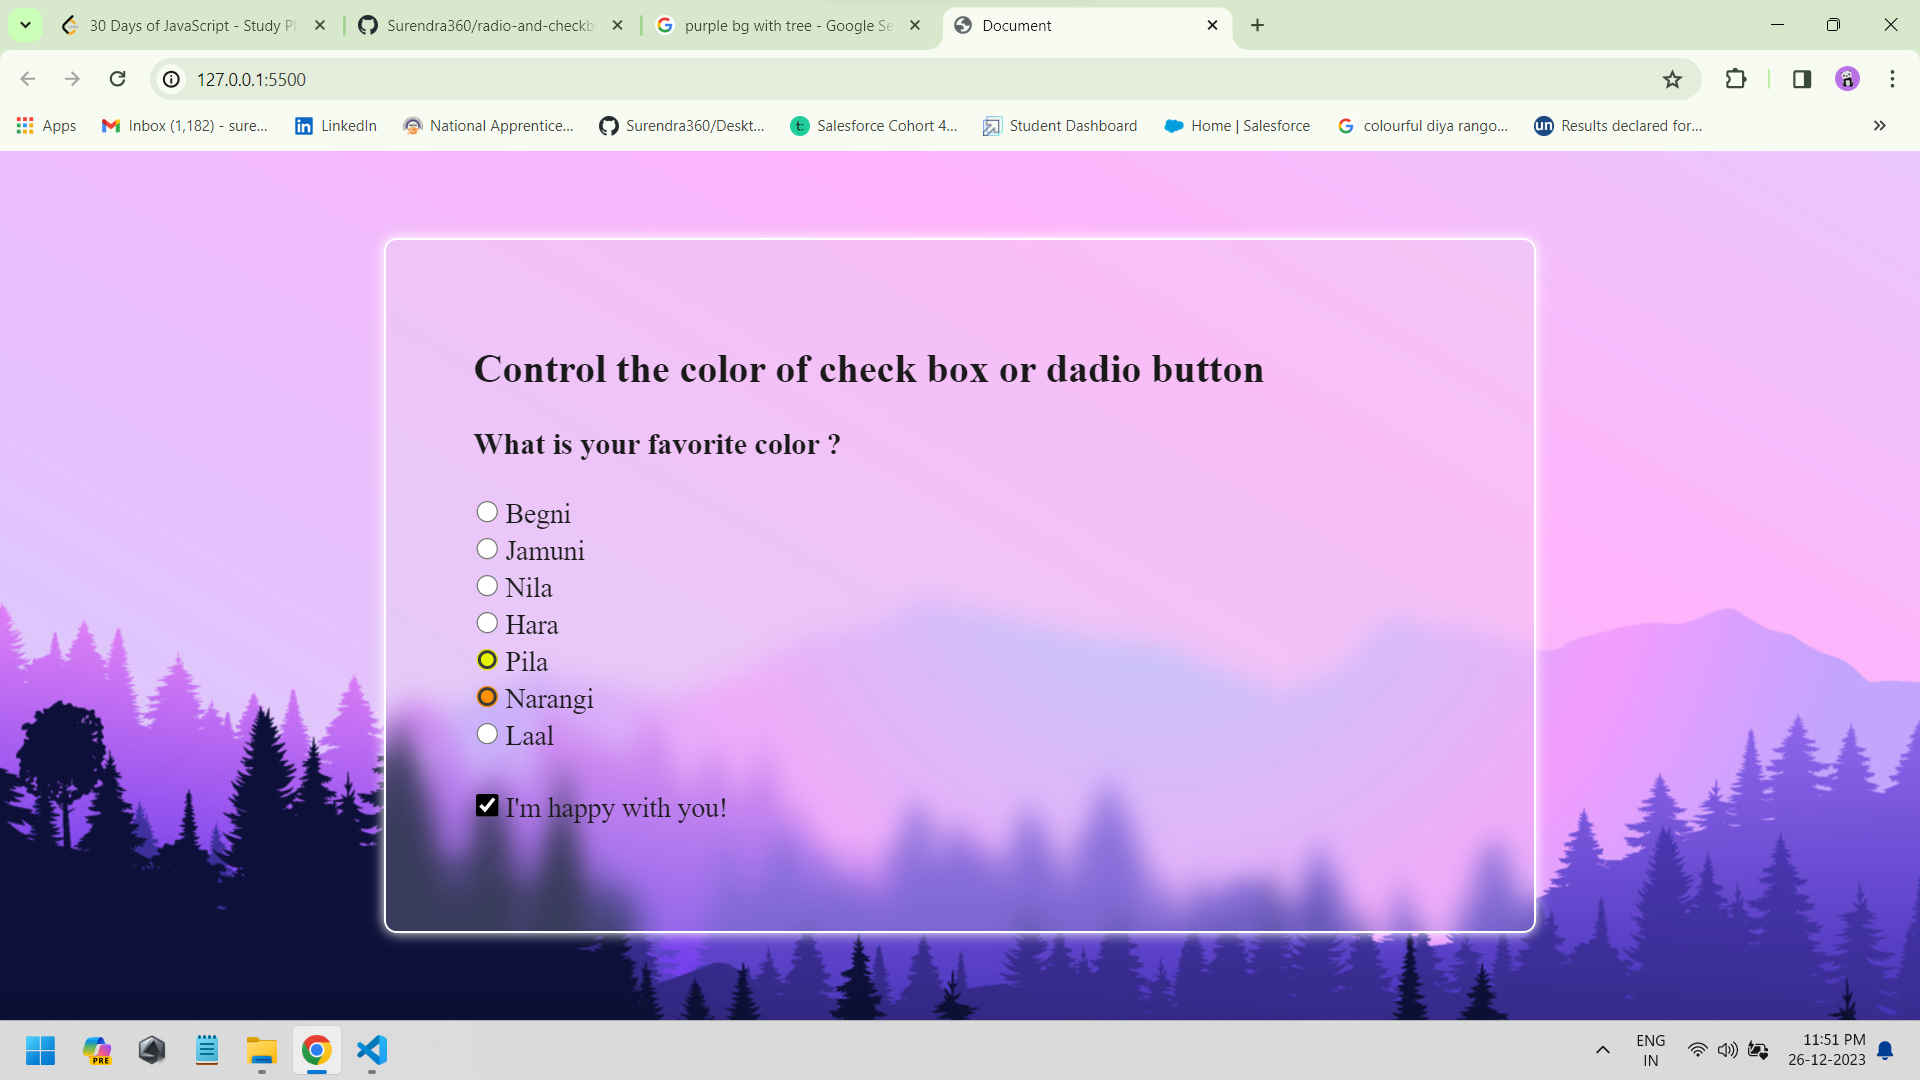 30 Days of JavaScript - Study Pl
Surendra360/radio-and-checkb
purple bg with tree - Google Se
Document
127.0.0.1:5500
Apps
Inbox (1,182) - sure...
LinkedIn
National Apprentice...
Surendra360/Deskt...
t:
Salesforce Cohort 4...
Student Dashboard
Home | Salesforce
colourful diya rango...
un
Results declared for...
Control the color of check box or dadio button
What is your favorite color ?
Begni
Jamuni
Nila
Hara
Pila
Narangi
Laal
I'm happy with you!
PRE
ENG
IN
11:51 PM
26-12-2023